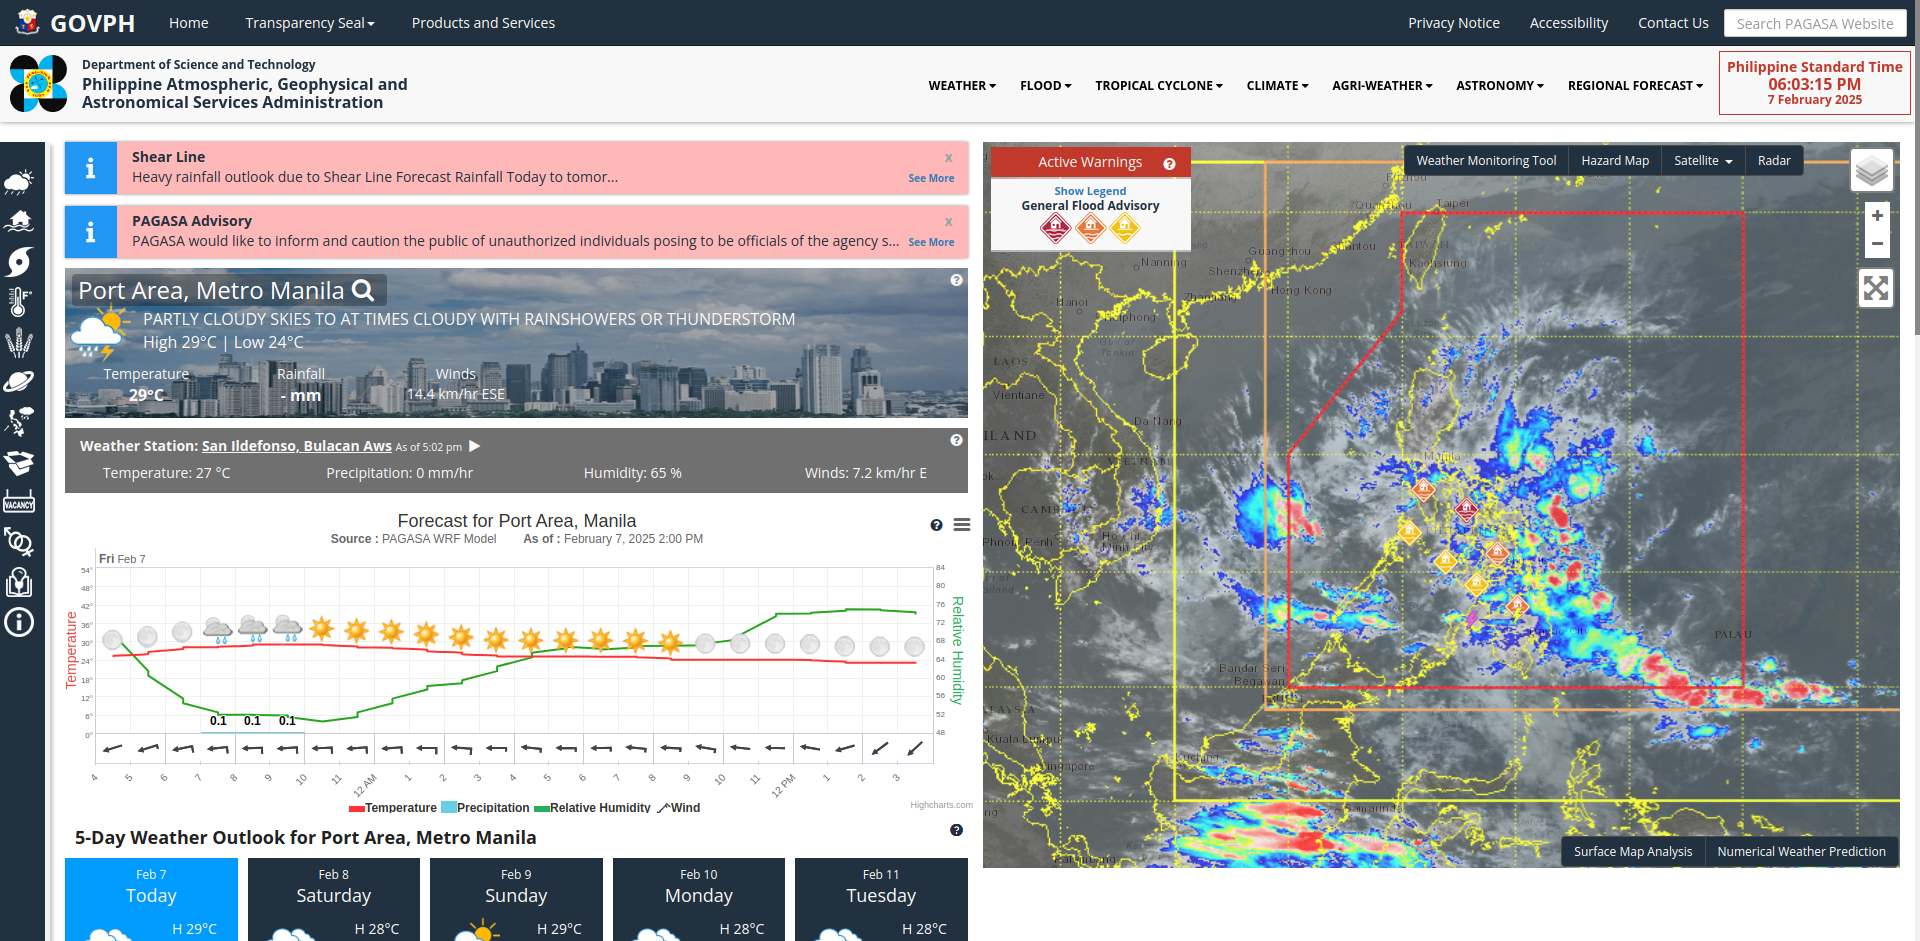 GOVPH
Home
Transparency Seal
Products and Services
Privacy Notice
Accessibility
Contact Us
Search PAGASA Website
Department of Science and Technology
Philippine Atmospheric, Geophysical and
Astronomical Services Administration
WEATHER
FLOOD
TROPICAL CYCLONE
CLIMATE
AGRI-WEATHER
ASTRONOMY
REGIONAL FORECAST
Philippine Standard Time
06:03:15 PM
7 February 2025
VACANCY
Shear Line
x
Heavy rainfall outlook due to Shear Line Forecast Rainfall Today to tomor...
See More
PAGASA Advisory
x
PAGASA would like to inform and caution the public of unauthorized individuals posing to be officials of the agency s...
See More
Port Area, Metro Manila
PARTLY CLOUDY SKIES TO AT TIMES CLOUDY WITH RAINSHOWERS OR THUNDERSTORM
High 29°C | Low 24°C
Temperature Rainfall Winds
29°C - mm 14.4 km/hr ESE
Weather Station: San Ildefonso, Bulacan Aws As of 5:02 pm
Temperature: 27 °C Precipitation: 0 mm/hr Humidity: 65 % Winds: 7.2 km/hr E
Forecast for Port Area, Manila
Source : PAGASA WRF Model As of : February 7, 2025 2:00 PM
Fri Feb 7
Temperature
54°
48°
42°
36°
30°
24°
18°
12°
6°
0°
84
80
76
72
68
64
60
56
52
48
Relative Humidity
0.1 0.1 0.1
4 5 6 7 8 9 10 11 12 AM 1 2 3 4 5 6 7 8 9 10 11 12 PM 1 2 3
Temperature Precipitation Relative Humidity Wind
Highcharts.com
5-Day Weather Outlook for Port Area, Metro Manila
Feb 7
Today
H 29°C
Feb 8
Saturday
H 28°C
Feb 9
Sunday
H 29°C
Feb 10
Monday
H 28°C
Feb 11
Tuesday
H 28°C
Active Warnings
Show Legend
General Flood Advisory
Weather Monitoring Tool
Hazard Map
Satellite
Radar
+
−
Taipei
TAIWAN
Kaohsiung
Guangzhou
Shantou
Nanning
Shenzhen
Hong Kong
Zhanjiang
Hanoi
Haiphong
Gulf of
Tonkin
LAOS
Vientiane
Da Nang
ILAND
VIETNAM
Manila
Ho Chi
Minh City
PALAU
Bandar Seri
Begawan
Kuala Lumpur
Singapore
Kuching
Samarinda
Surface Map Analysis
Numerical Weather Prediction